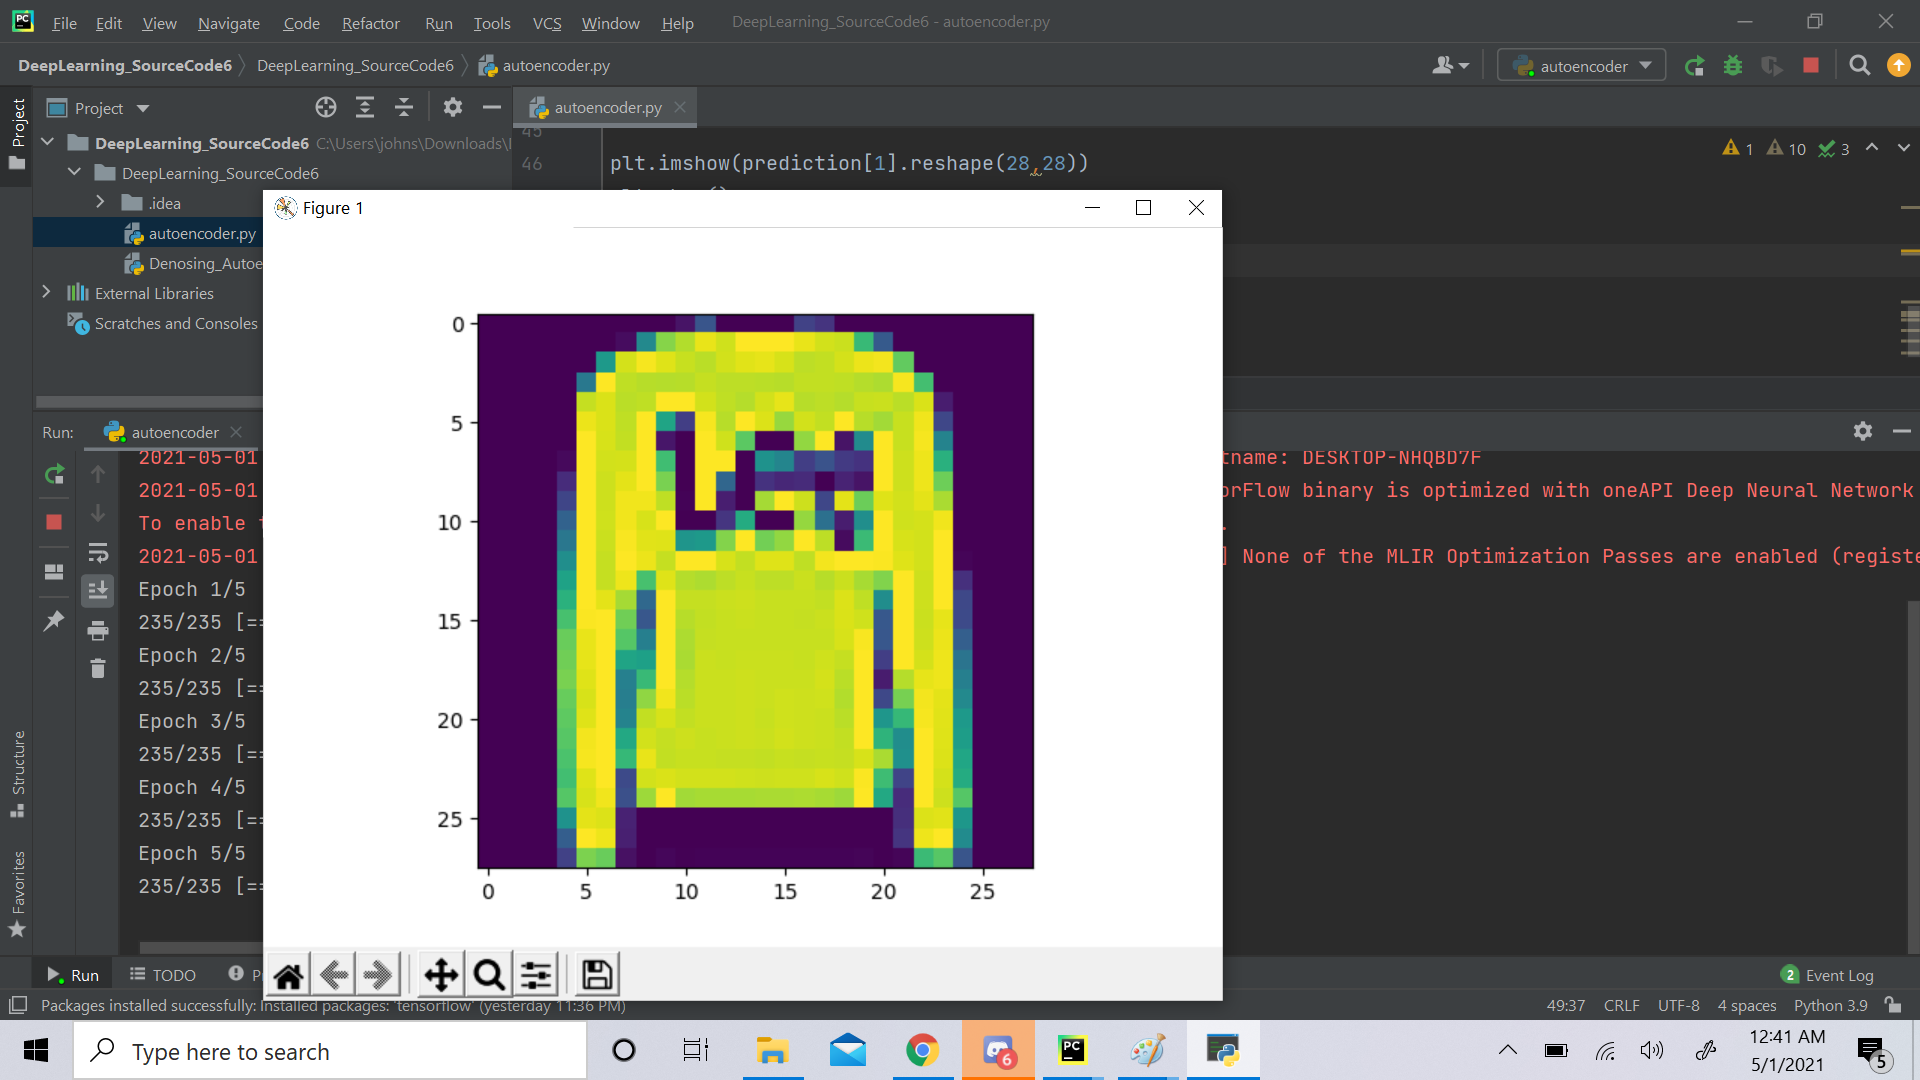 PC File Edit View Navigate Code Refactor Run Tools VCS Window Help DeepLearning_SourceCode6 - autoencoder.py
DeepLearning_SourceCode6 DeepLearning_SourceCode6 autoencoder.py autoencoder
Project
Project autoencoder.py
DeepLearning_SourceCode6 C:\Users\johns\Downloads\
45
46 plt.imshow(prediction[1].reshape(28,28))
1 10 3
DeepLearning_SourceCode6
.idea
Figure 1
autoencoder.py
Denosing_Autoe
External Libraries
Scratches and Consoles
0
5
10
15
20
25
0 5 10 15 20 25
Run: autoencoder
2021-05-01 tname: DESKTOP-NHQBD7F
2021-05-01 orFlow binary is optimized with oneAPI Deep Neural Network
To enable
2021-05-01 ] None of the MLIR Optimization Passes are enabled (registe
Epoch 1/5
235/235 [==
Epoch 2/5
235/235 [==
Epoch 3/5
235/235 [==
Epoch 4/5
235/235 [==
Epoch 5/5
235/235 [==
Structure
Favorites
Run TODO P 2 Event Log
Packages installed successfully: Installed packages: 'tensorflow' (yesterday 11:36 PM) 49:37 CRLF UTF-8 4 spaces Python 3.9
Type here to search
6
PC
12:41 AM
5/1/2021
5